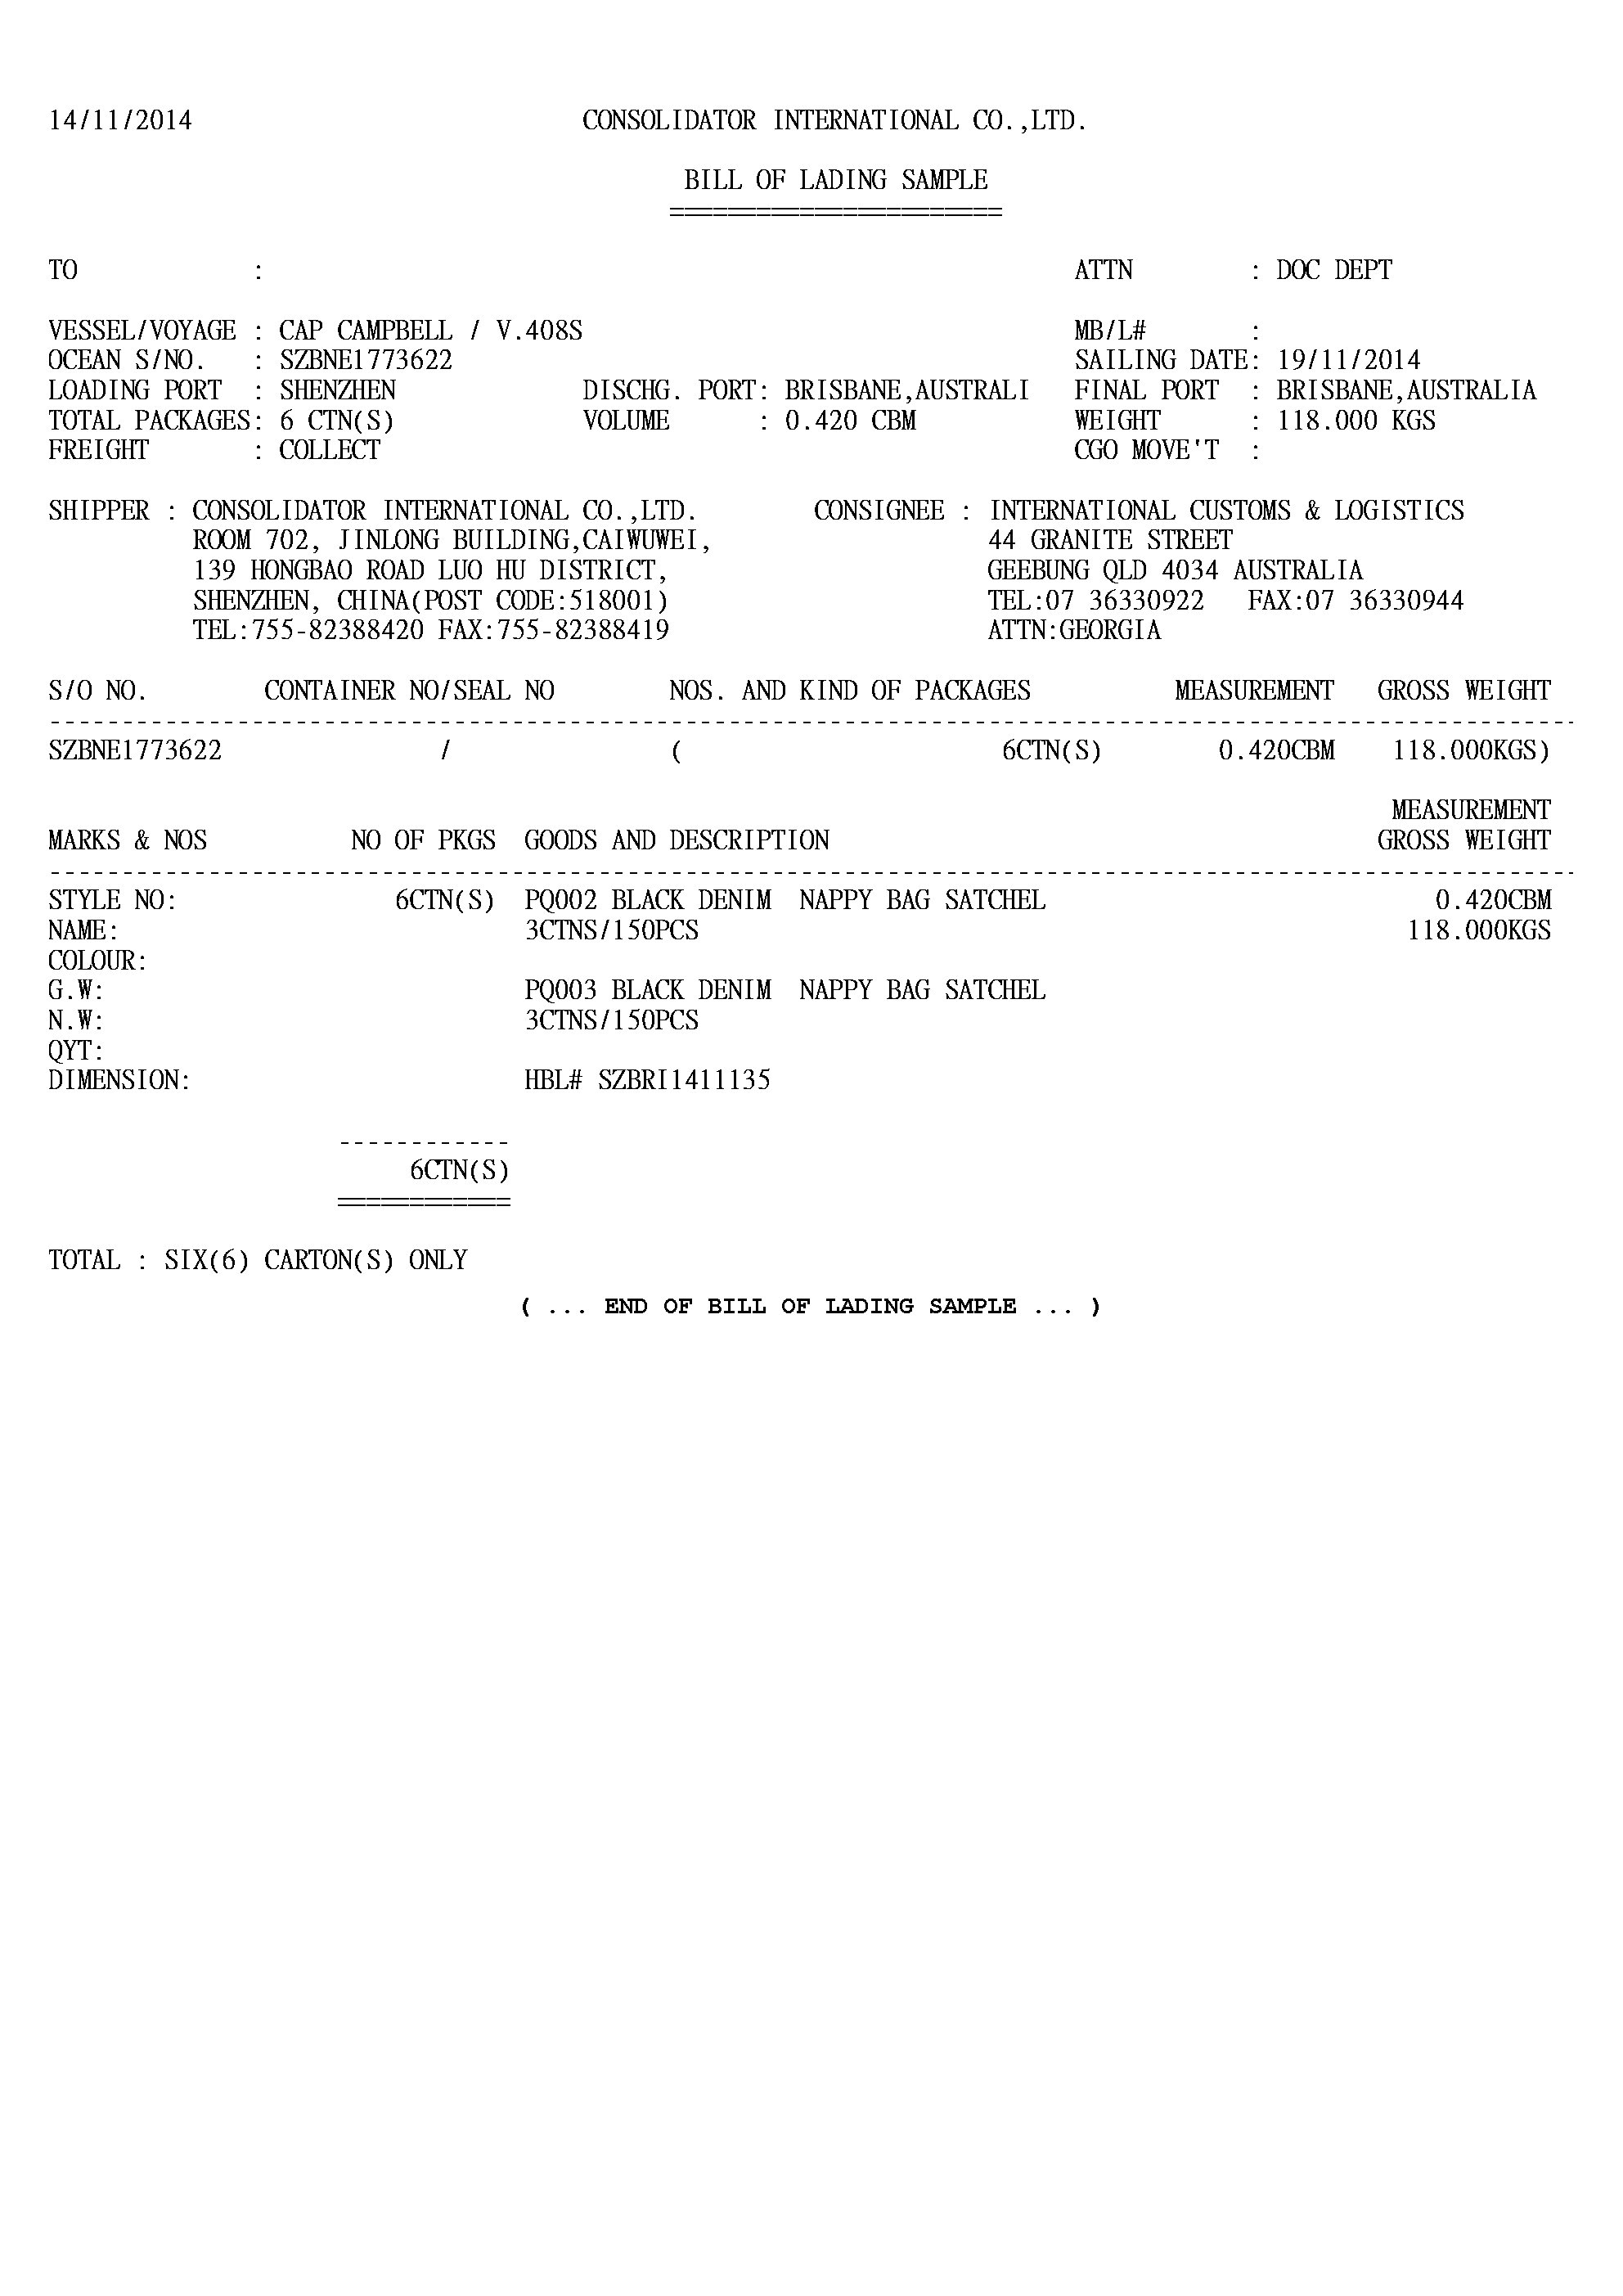 14/11/2014 CONSOLIDATOR INTERNATIONAL CO.,LTD.
BILL OF LADING SAMPLE
=======================
TO : ATTN : DOC DEPT
VESSEL/VOYAGE : CAP CAMPBELL / V.408S MB/L# :
OCEAN S/NO. : SZBNE1773622 SAILING DATE: 19/11/2014
LOADING PORT : SHENZHEN DISCHG. PORT: BRISBANE,AUSTRALI FINAL PORT : BRISBANE,AUSTRALIA
TOTAL PACKAGES: 6 CTN(S) VOLUME : 0.420 CBM WEIGHT : 118.000 KGS
FREIGHT : COLLECT CGO MOVE'T :
SHIPPER : CONSOLIDATOR INTERNATIONAL CO.,LTD. CONSIGNEE : INTERNATIONAL CUSTOMS & LOGISTICS
ROOM 702, JINLONG BUILDING,CAIWUWEI, 44 GRANITE STREET
139 HONGBAO ROAD LUO HU DISTRICT, GEEBUNG QLD 4034 AUSTRALIA
SHENZHEN, CHINA(POST CODE:518001) TEL:07 36330922 FAX:07 36330944
TEL:755-82388420 FAX:755-82388419 ATTN:GEORGIA
S/O NO. CONTAINER NO/SEAL NO NOS. AND KIND OF PACKAGES MEASUREMENT GROSS WEIGHT
SZBNE1773622 / ( 6CTN(S) 0.420CBM 118.000KGS)
MEASUREMENT
MARKS & NOS NO OF PKGS GOODS AND DESCRIPTION GROSS WEIGHT
STYLE NO: 6CTN(S) PQ002 BLACK DENIM NAPPY BAG SATCHEL 0.420CBM
NAME: 3CTNS/150PCS 118.000KGS
COLOUR:
G.W: PQ003 BLACK DENIM NAPPY BAG SATCHEL
N.W: 3CTNS/150PCS
QYT:
DIMENSION: HBL# SZBRI1411135
------------
6CTN(S)
============
TOTAL : SIX(6) CARTON(S) ONLY
( ... END OF BILL OF LADING SAMPLE ... )